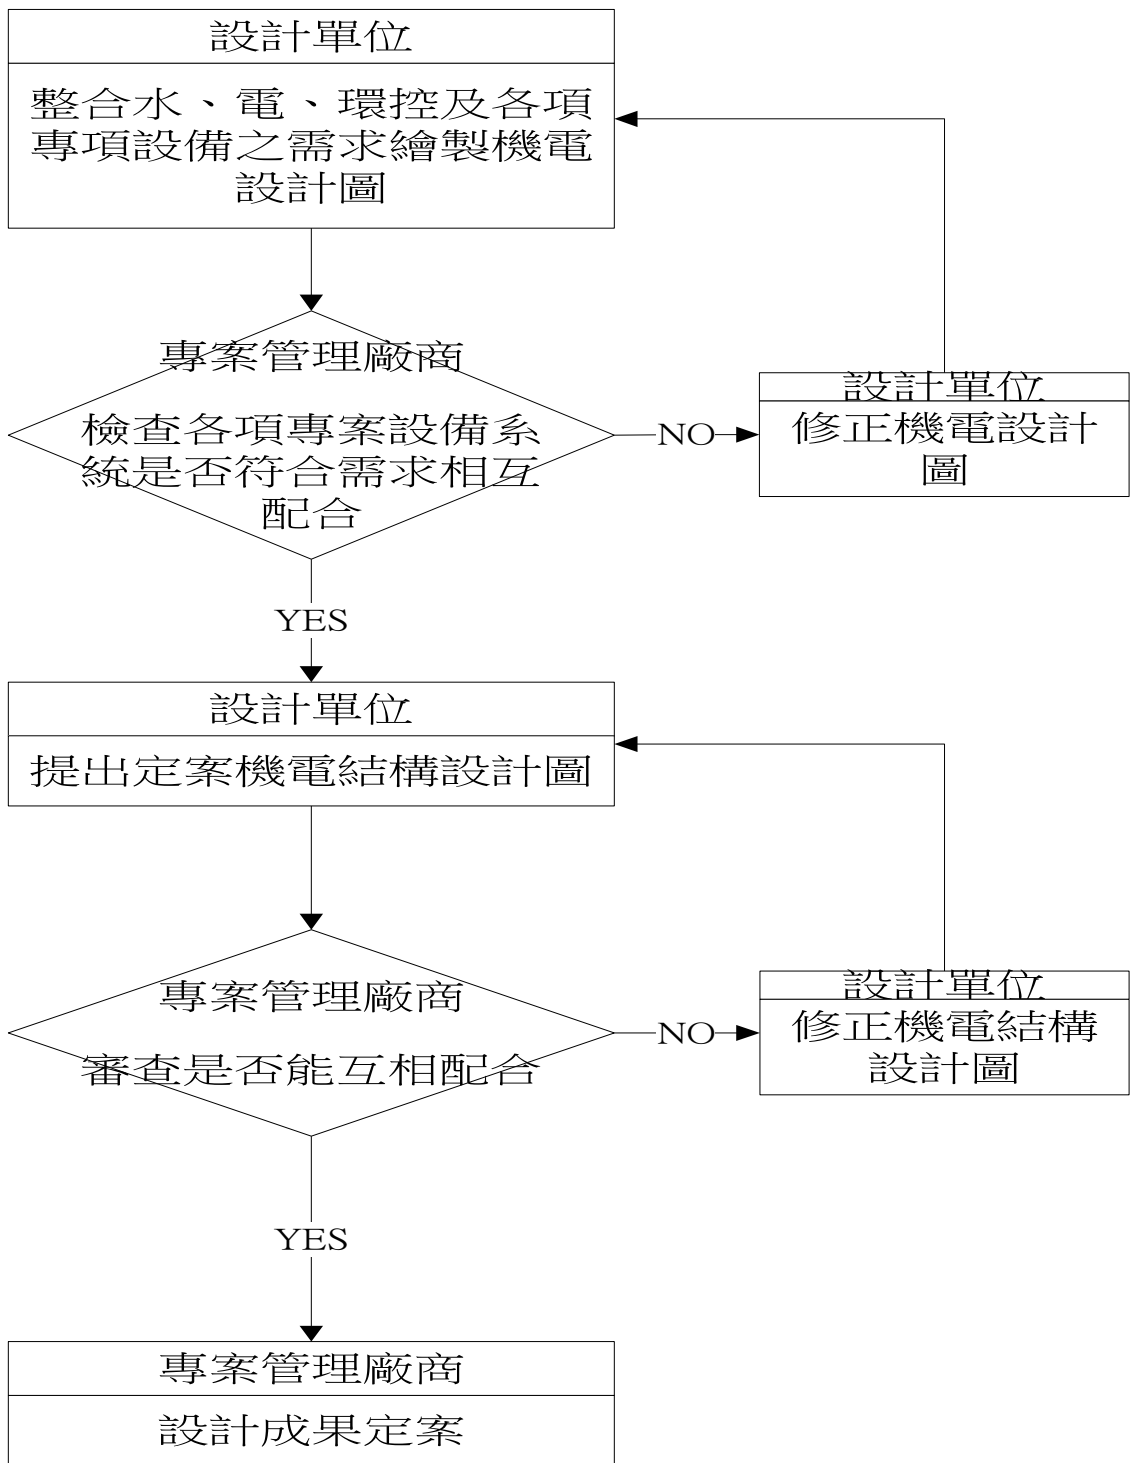 設計單位
整合水、電、環控及各項
專項設備之需求繪製機電
設計圖
專案管理廠商
檢查各項專案設備系
統是否符合需求相互
配合
NO
設計單位
修正機電設計
圖
YES
設計單位
提出定案機電結構設計圖
專案管理廠商
審查是否能互相配合
NO
設計單位
修正機電結構
設計圖
YES
專案管理廠商
設計成果定案